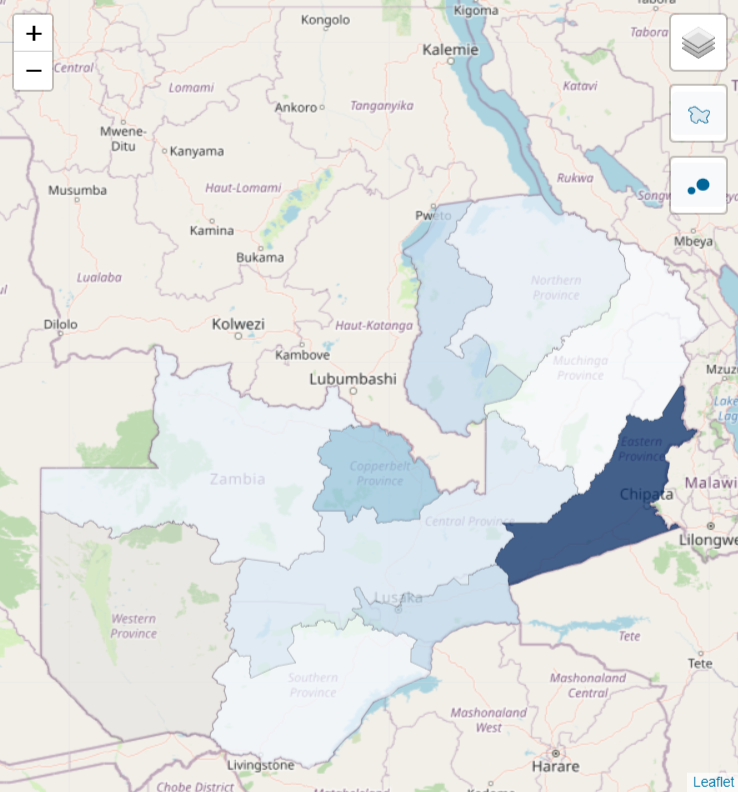 Kigoma
Tabora
Kongolo
Tabora
Kalemie
+
−
Central
Lomami
Katavi
Ankoro
Tanganyika
Mwene-
Ditu
Kanyama
Rukwa
Musumba
Haut-Lomami
Songw
Pweto
Kamina
Mbeya
Bukama
Lualaba
Northern
Province
Dilolo
Kolwezi
Haut-Katanga
Kambove
Muchinga
Province
Mzuzu
Lubumbashi
Lake
Eastern
Province
Zambia
Copperbelt
Province
Malawi
Chipata
Central Province
Lilongwe
Lusaka
Western
Province
Tete
Tete
Southern
Province
Mashonaland
Central
Mashonaland
West
Livingstone
Harare
Chobe District
Leaflet